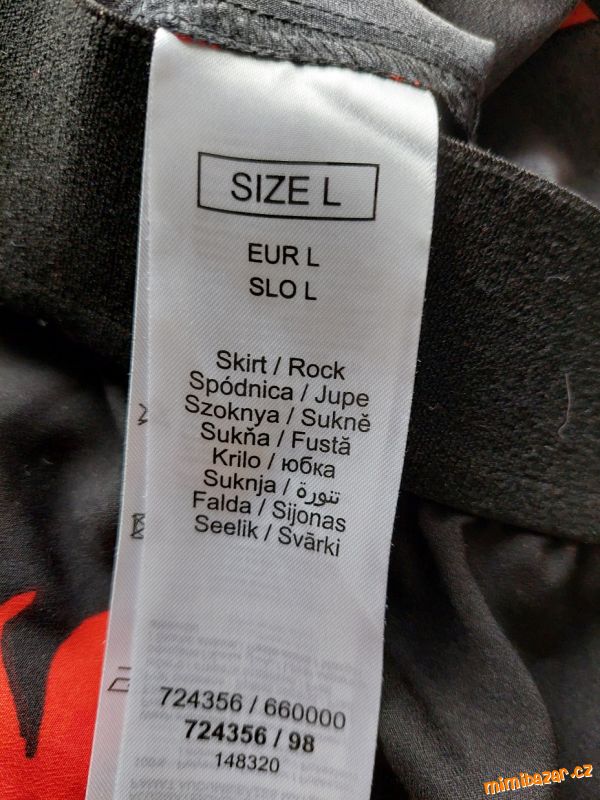 SIZE L
EUR L
SLO L
Skirt / Rock
Spódnica / Jupe
Szoknya / Sukně
Sukňa / Fustă
Krilo / юбка
Suknja / تنورة
Falda / Sijonas
Seelik / Svārki
724356 / 660000
724356 / 98
148320
mimibazar.cz